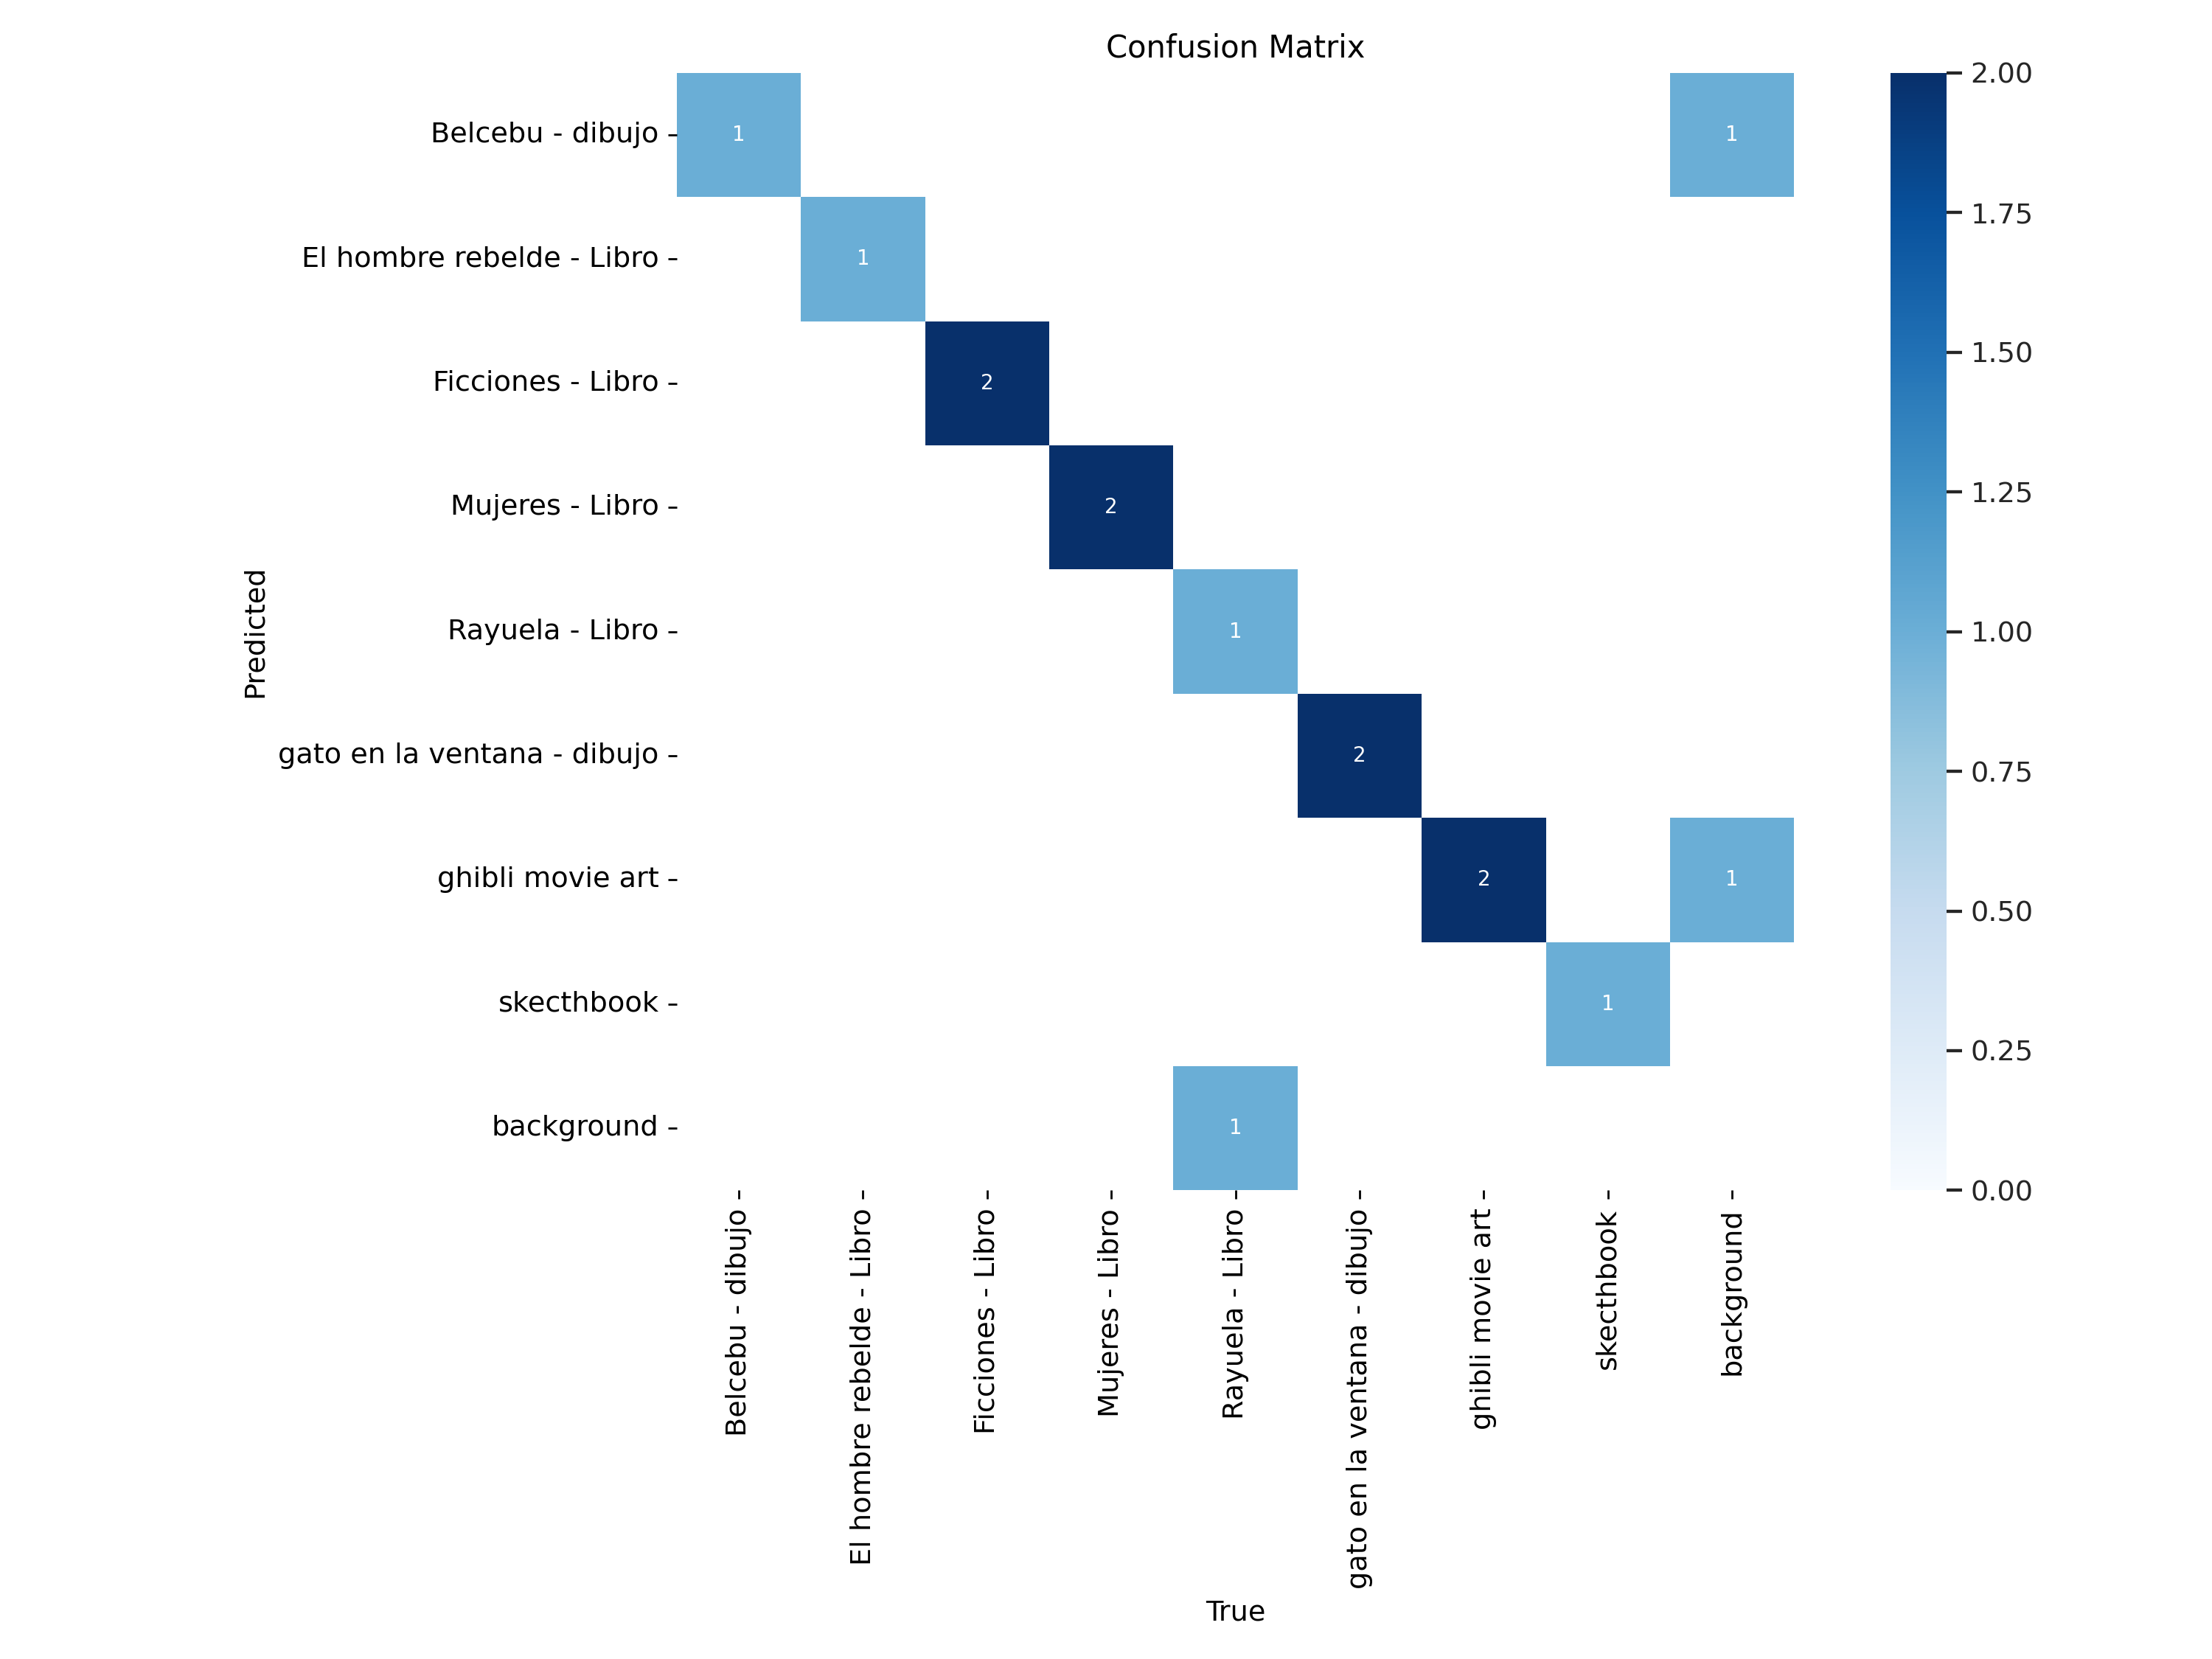 Confusion Matrix
Belcebu - dibujo
El hombre rebelde - Libro
Ficciones - Libro
Mujeres - Libro
Rayuela - Libro
gato en la ventana - dibujo
ghibli movie art
skecthbook
background
Predicted
1
1
1
2
2
1
2
2
1
1
1
2.00
1.75
1.50
1.25
1.00
0.75
0.50
0.25
0.00
Belcebu - dibujo
El hombre rebelde - Libro
Ficciones - Libro
Mujeres - Libro
Rayuela - Libro
gato en la ventana - dibujo
ghibli movie art
skecthbook
background
True